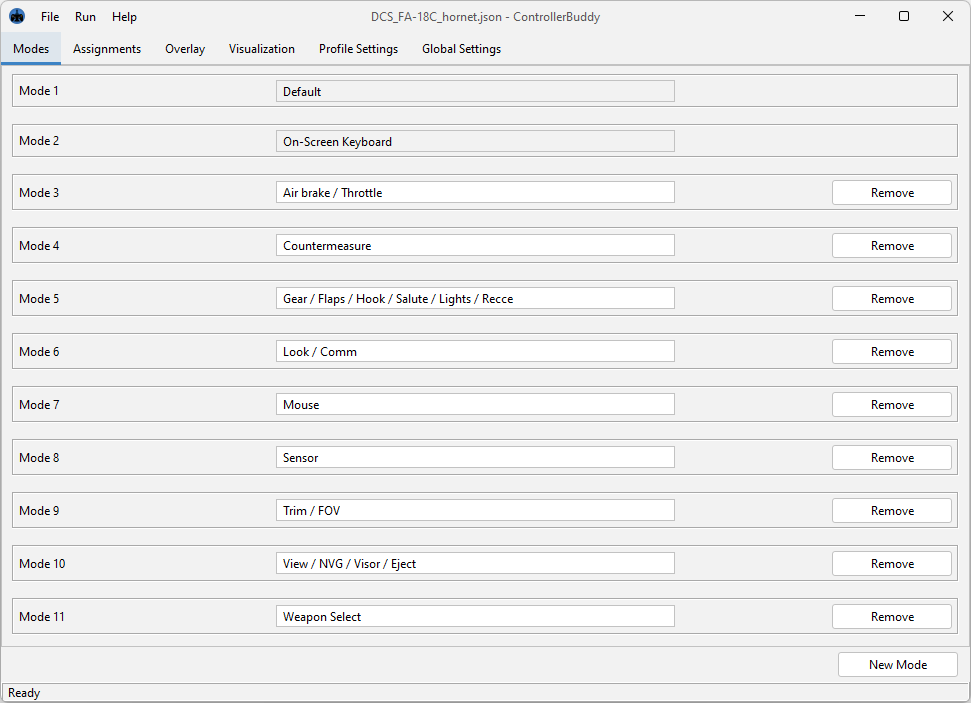 File Run Help DCS_FA-18C_hornet.json - ControllerBuddy
Modes Assignments Overlay Visualization Profile Settings Global Settings
Mode 1 Default
Mode 2 On-Screen Keyboard
Mode 3 Air brake / Throttle Remove
Mode 4 Countermeasure Remove
Mode 5 Gear / Flaps / Hook / Salute / Lights / Recce Remove
Mode 6 Look / Comm Remove
Mode 7 Mouse Remove
Mode 8 Sensor Remove
Mode 9 Trim / FOV Remove
Mode 10 View / NVG / Visor / Eject Remove
Mode 11 Weapon Select Remove
New Mode
Ready